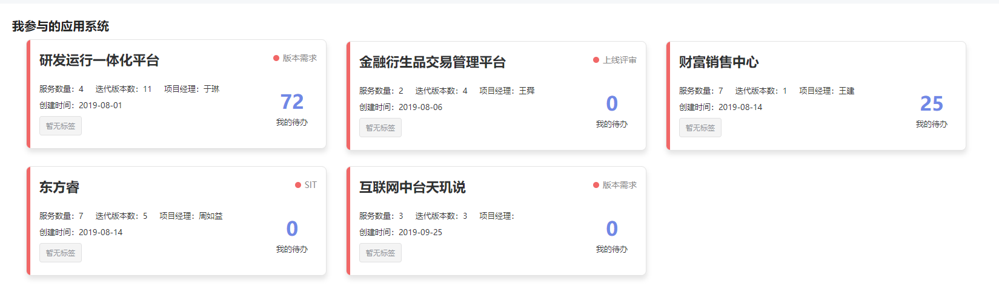 我参与的应用系统
研发运行一体化平台
版本需求
服务数量：4 迭代版本数：11 项目经理：于琳
创建时间：2019-08-01
暂无标签
72
我的待办
金融衍生品交易管理平台
上线评审
服务数量：2 迭代版本数：4 项目经理：王舜
创建时间：2019-08-06
暂无标签
0
我的待办
财富销售中心
服务数量：7 迭代版本数：1 项目经理：王建
创建时间：2019-08-14
暂无标签
25
我的待办
东方睿
SIT
服务数量：7 迭代版本数：5 项目经理：周如益
创建时间：2019-08-14
暂无标签
0
我的待办
互联网中台天玑说
版本需求
服务数量：3 迭代版本数：3 项目经理：
创建时间：2019-09-25
暂无标签
0
我的待办